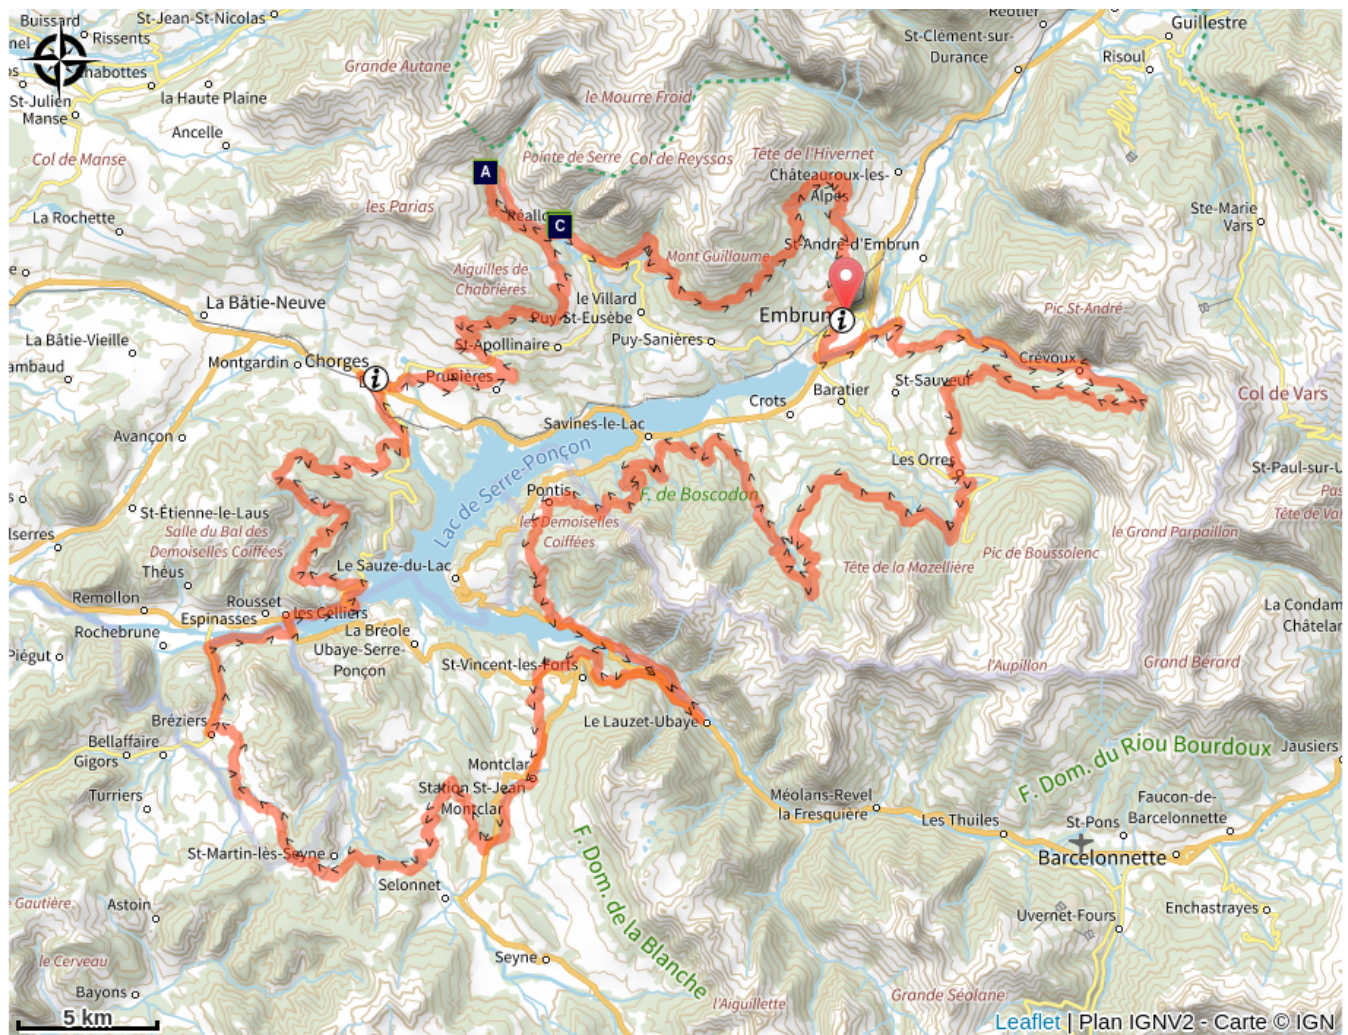 Buissard
St-Jean-St-Nicolas
Réotier
Guillestre
Rissents
St-Clément-sur-
Durance
Risoul
Grande Autane
habottes
la Haute Plaine
le Mourre Froid
St-Julien
Manse
Ancelle
Col de Manse
Pointe de Serre
Col de Reyssas
Tête de l'Hivernet
Châteauroux-les-
Alpes
A
les Parias
Réallo
C
Ste-Marie
Vars
La Rochette
St-André-d'Embrun
Mont Guillaume
Aiguilles de
Chabrières
La Bâtie-Neuve
le Villard
Puy-St-Eusèbe
Embrun
i
Pic St-André
La Bâtie-Vieille
St-Apollinaire
Puy-Sanières
Crévoux
Montgardin
Chorges
i
ambaud
Prunières
St-Sauveur
Baratier
Col de Vars
Crots
Avançon
Savines-le-Lac
Lac de Serre-Ponçon
Les Orres
St-Paul-sur-U
Pontis
F. de Boscodon
St-Étienne-le-Laus
les Demoiselles
Coiffées
Salle du Bal des
Demoiselles Coiffées
lserres
le Grand Parpaillon
Pic de Boussolenc
Théus
Le Sauze-du-Lac
Tête de la Mazelière
Remollon
Rousset
Espinasses
les Celliers
La Condam
Châtelar
Rochebrune
La Bréole
Ubaye-Serre-
Ponçon
Piégut
St-Vincent-les-Forts
l'Aupillon
Grand Bérard
Bréziers
Le Lauzet-Ubaye
Bellaffaire
Gigors
F. Dom. du Riou Bourdoux
Jausiers
Montclar
Station St-Jean
Montclar
Turriers
Méolans-Revel
la Fresquière
Faucon-de-
Barcelonnette
Les Thuiles
St-Pons
St-Martin-lès-Seyne
Barcelonnette
Selonnet
F. Dom. de la Blanche
Gautière
Astoin
Uvernet-Fours
Enchastrayes
le Cerveau
Seyne
Bayons
l'Aiguillette
Grande Séolane
5 km
Leaflet | Plan IGNV2 - Carte © IGN